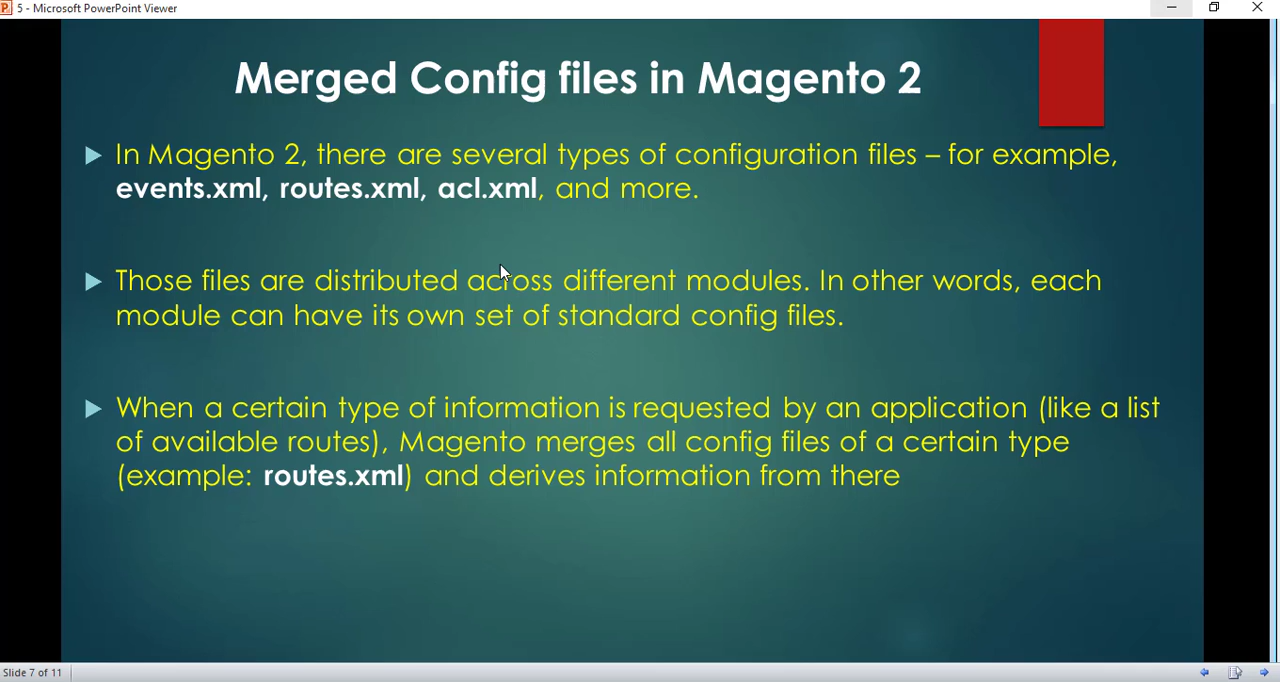 5 - Microsoft PowerPoint Viewer
Merged Config files in Magento 2
In Magento 2, there are several types of configuration files – for example,
events.xml, routes.xml, acl.xml, and more.
Those files are distributed across different modules. In other words, each
module can have its own set of standard config files.
When a certain type of information is requested by an application (like a list
of available routes), Magento merges all config files of a certain type
(example: routes.xml) and derives information from there
Slide 7 of 11